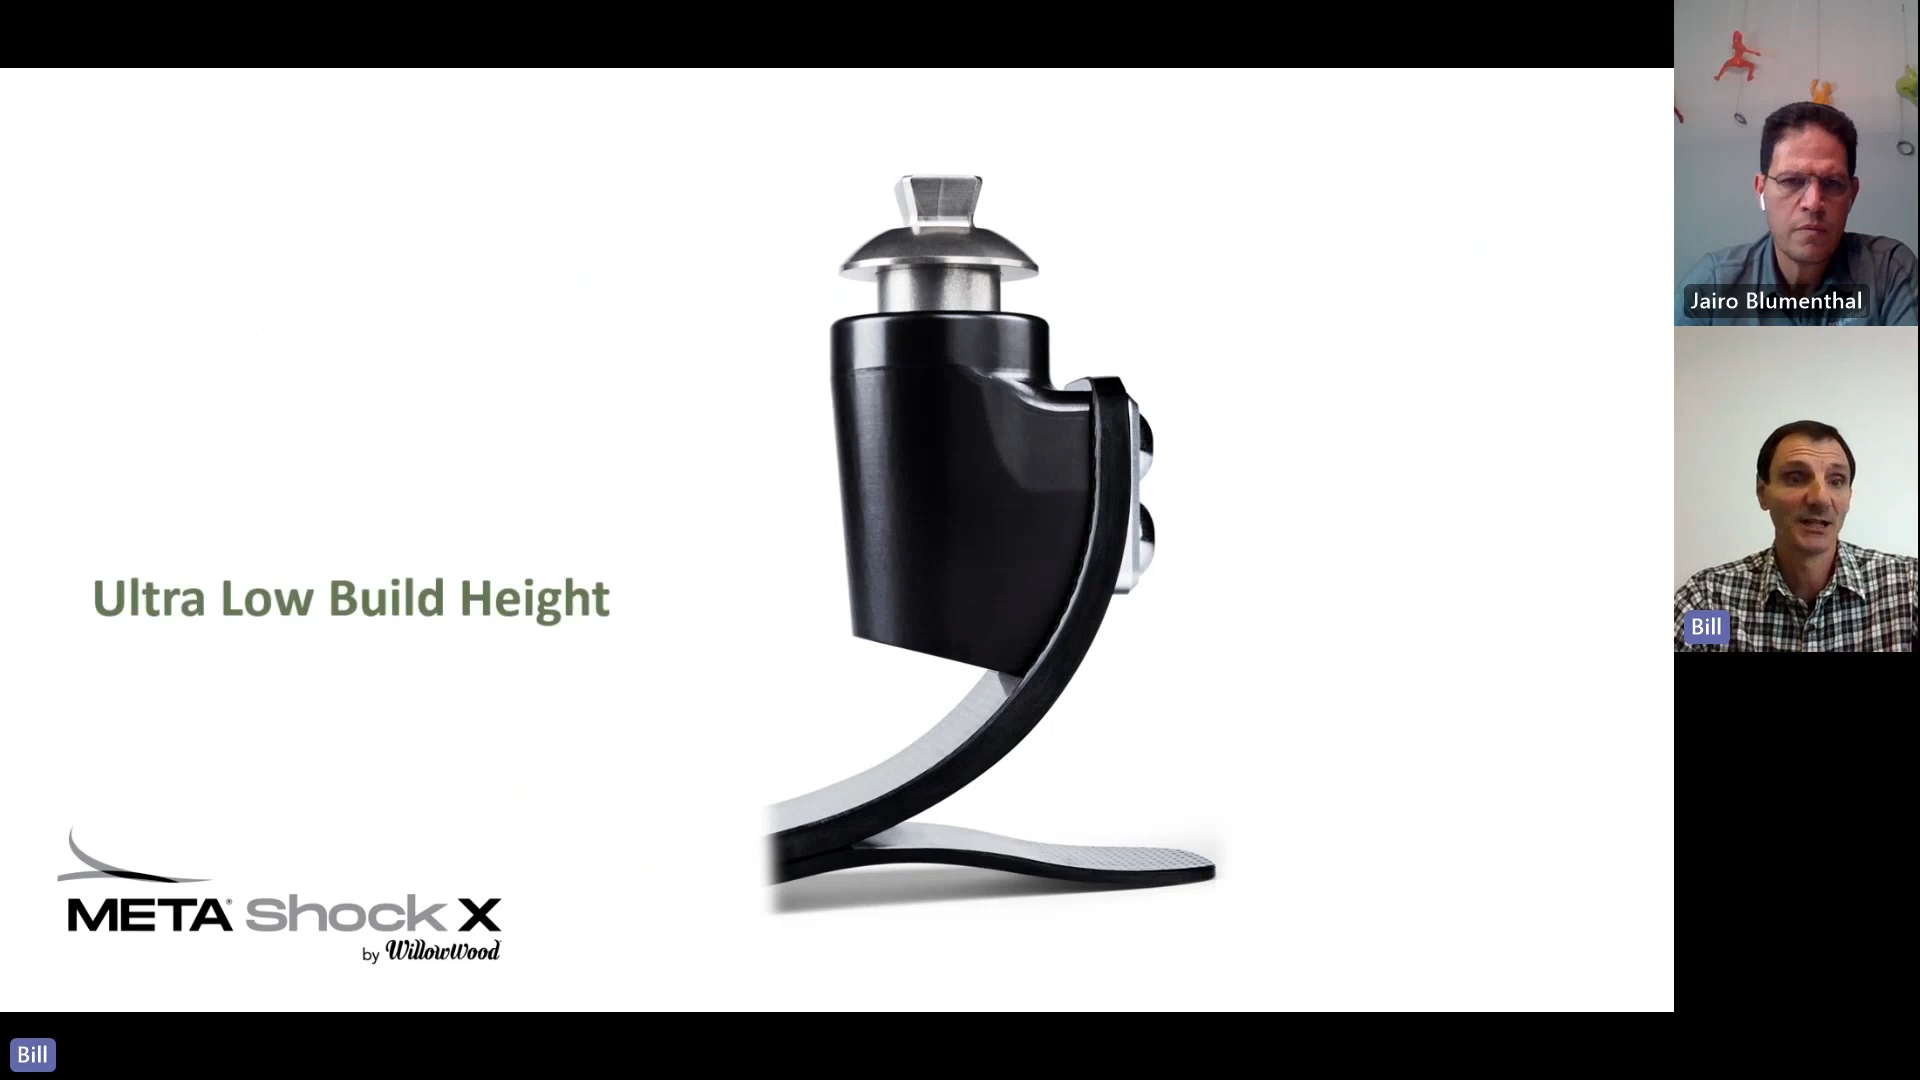 Ultra Low Build Height
META® Shock X
by WillowWood
Jairo Blumenthal
Bill
Bill